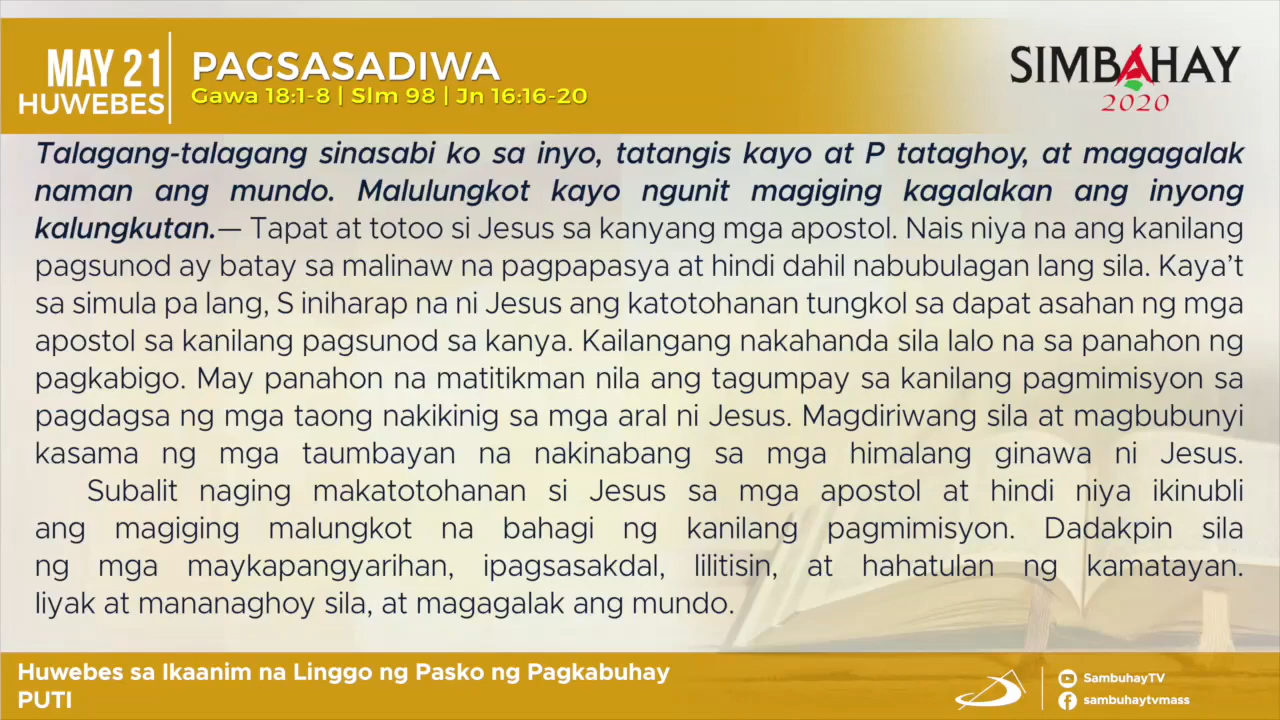 MAY 21
HUWEBES
PAGSASADIWA
Gawa 18:1-8 | Slm 98 | Jn 16:16-20
SIMBAHAY
2020
Talagang-talagang sinasabi ko sa inyo, tatangis kayo at P tataghoy, at magagalak
naman ang mundo. Malulungkot kayo ngunit magiging kagalakan ang inyong
kalungkutan.— Tapat at totoo si Jesus sa kanyang mga apostol. Nais niya na ang kanilang
pagsunod ay batay sa malinaw na pagpapasya at hindi dahil nabubulagan lang sila. Kaya’t
sa simula pa lang, S iniharap na ni Jesus ang katotohanan tungkol sa dapat asahan ng mga
apostol sa kanilang pagsunod sa kanya. Kailangang nakahanda sila lalo na sa panahon ng
pagkabigo. May panahon na matitikman nila ang tagumpay sa kanilang pagmimisyon sa
pagdagsa ng mga taong nakikinig sa mga aral ni Jesus. Magdiriwang sila at magbubunyi
kasama ng mga taumbayan na nakinabang sa mga himalang ginawa ni Jesus.
Subalit naging makatotohanan si Jesus sa mga apostol at hindi niya ikinubli
ang magiging malungkot na bahagi ng kanilang pagmimisyon. Dadakpin sila
ng mga maykapangyarihan, ipagsasakdal, lilitisin, at hahatulan ng kamatayan.
Iiyak at mananaghoy sila, at magagalak ang mundo.
Huwebes sa Ikaanim na Linggo ng Pasko ng Pagkabuhay
PUTI
SambuhayTV
sambuhaytvmass